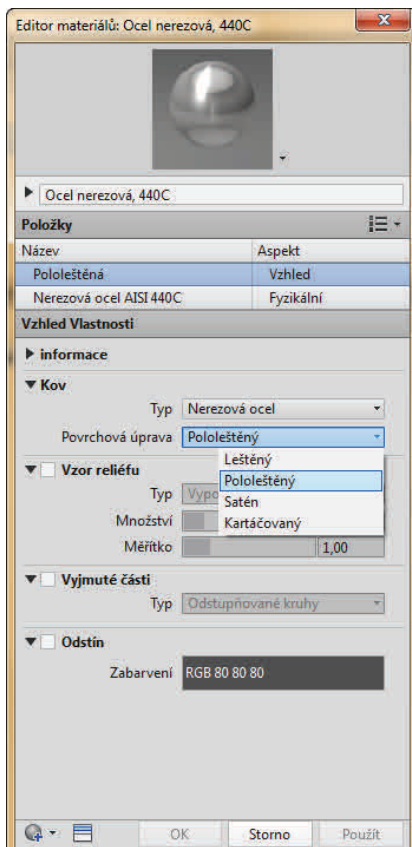 Editor materiálů: Ocel nerezová, 440C
Ocel nerezová, 440C
Položky
Název Aspekt
Pololeštěná Vzhled
Nerezová ocel AISI 440C Fyzikální
Vzhled Vlastnosti
informace
Kov
Typ Nerezová ocel
Povrchová úprava Pololeštěný
Leštěný
Pololeštěný
Satén
Kartáčovaný
Vzor reliéfu
Typ
Množství
Měřítko 1,00
Vyjmuté části
Typ Odstupňované kruhy
Odstín
Zabarvení RGB 80 80 80
OK Storno Použít